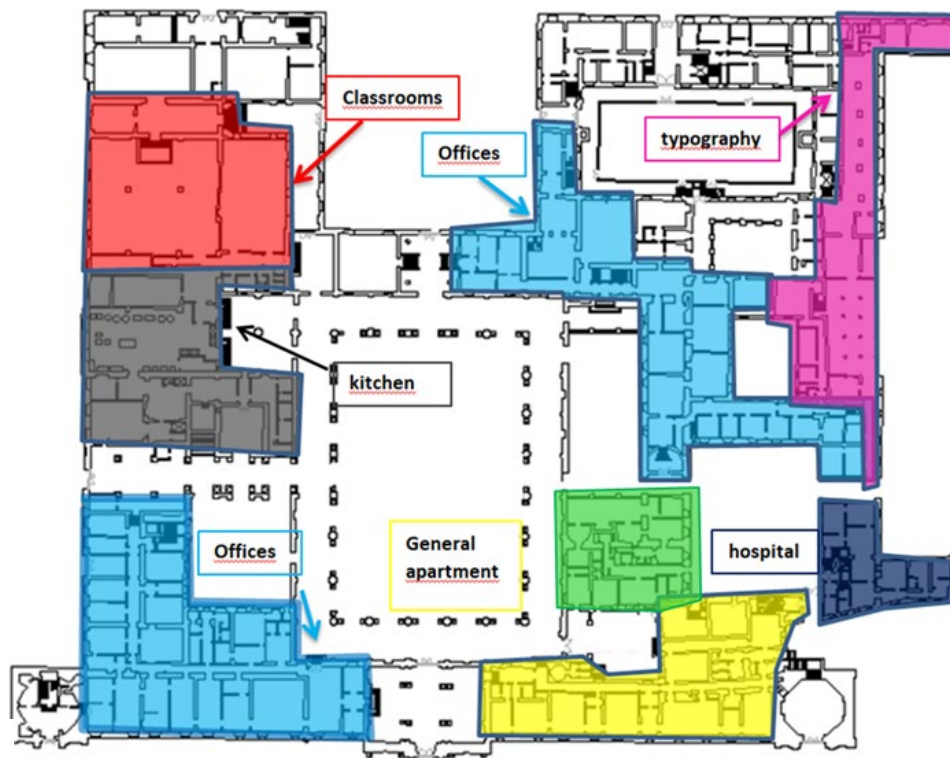 Classrooms
Offices
typography
kitchen
Offices
General
apartment
hospital